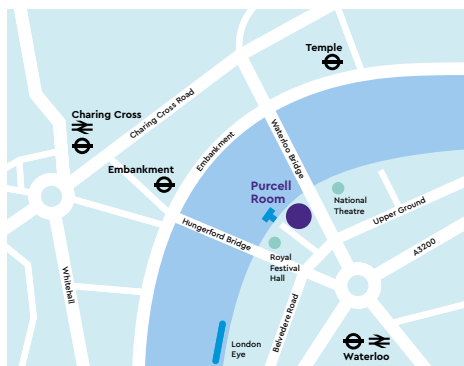 Temple
Charing Cross
Charing Cross Road
Embankment
Waterloo Bridge
Embankment
Purcell
Room
National
Theatre
Upper Ground
Hungerford Bridge
A3200
Royal
Festival
Hall
Whitehall
Belvedere Road
London
Eye
Waterloo